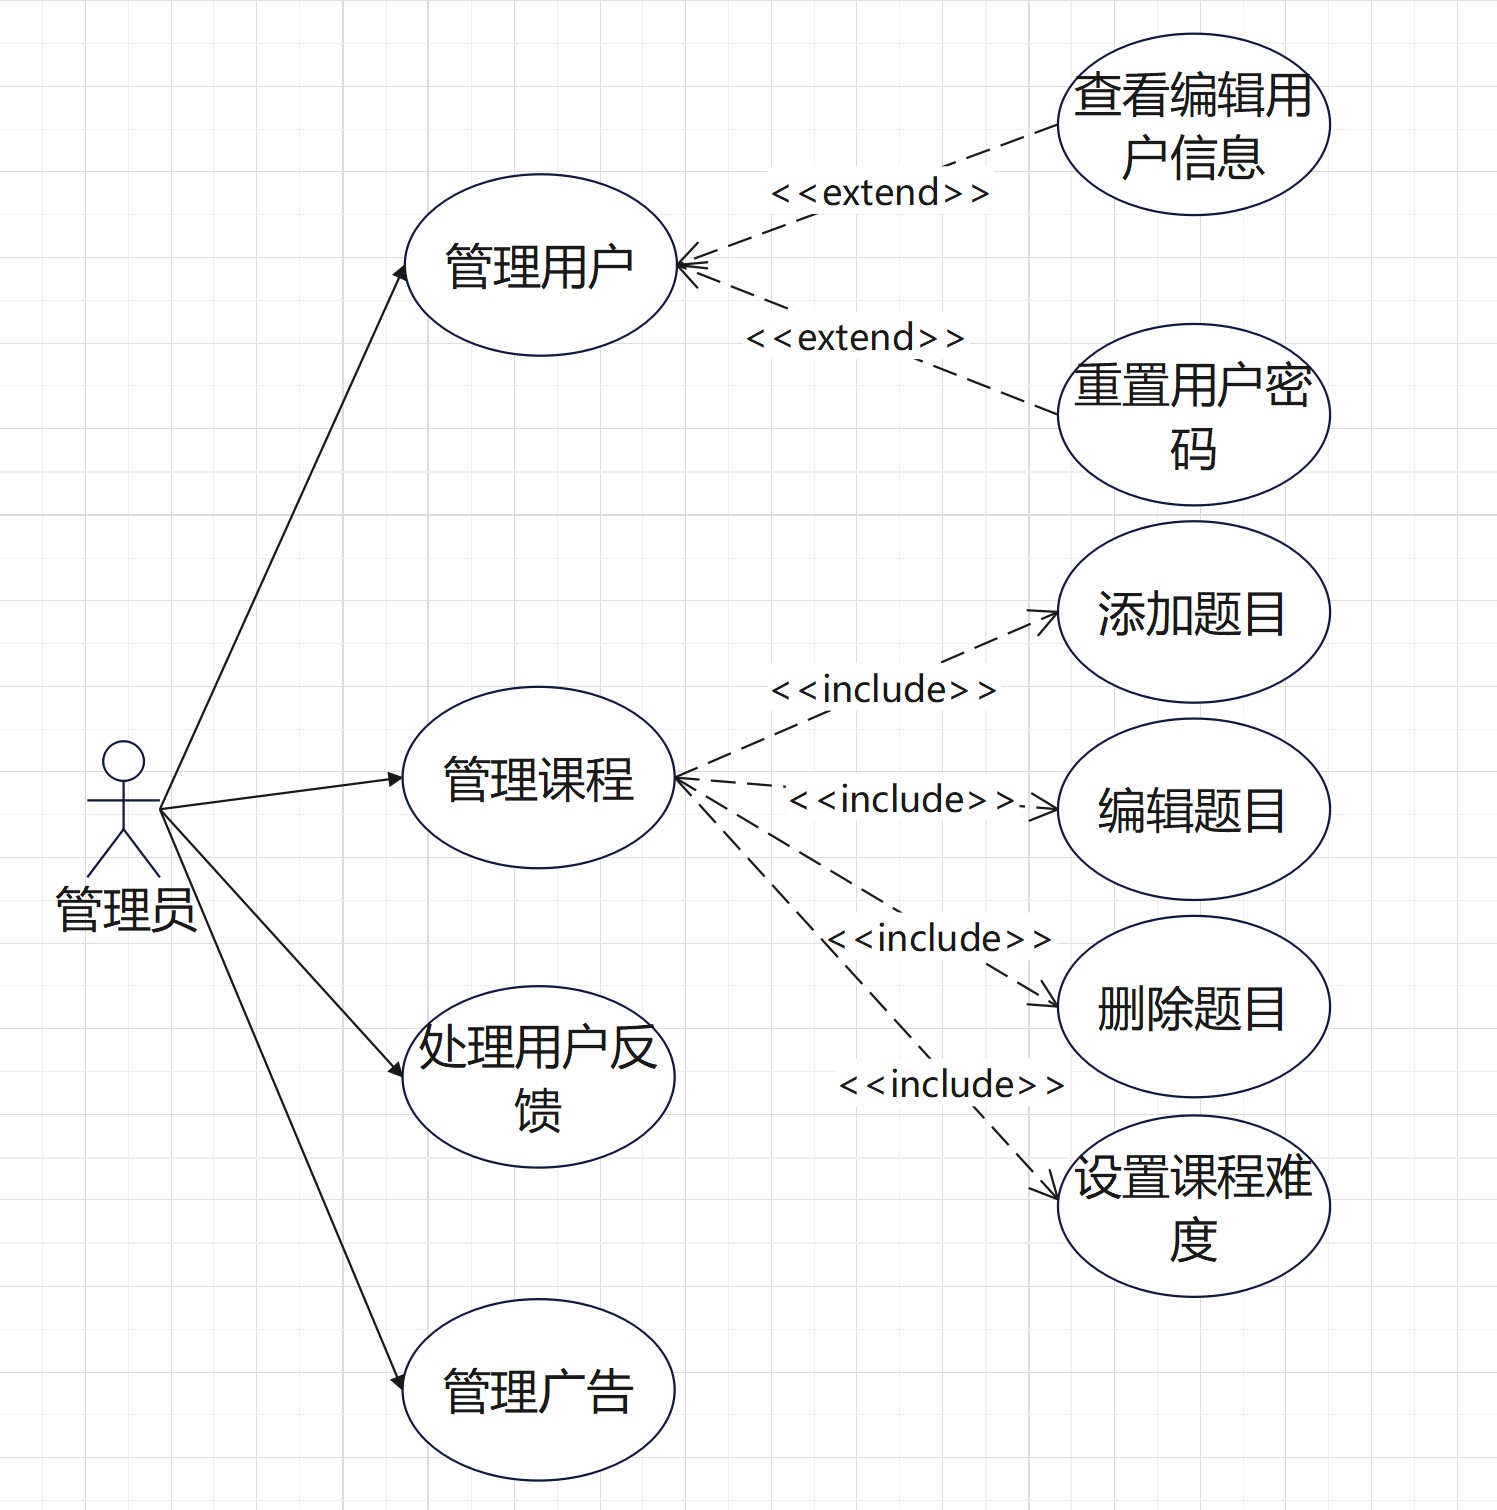 查看编辑用
户信息
<<extend>>
管理用户
<<extend>>
重置用户密
码
添加题目
<<include>>
管理课程
<<include>>
编辑题目
管理员
<<include>>
删除题目
处理用户反
馈
<<include>>
设置课程难
度
管理广告